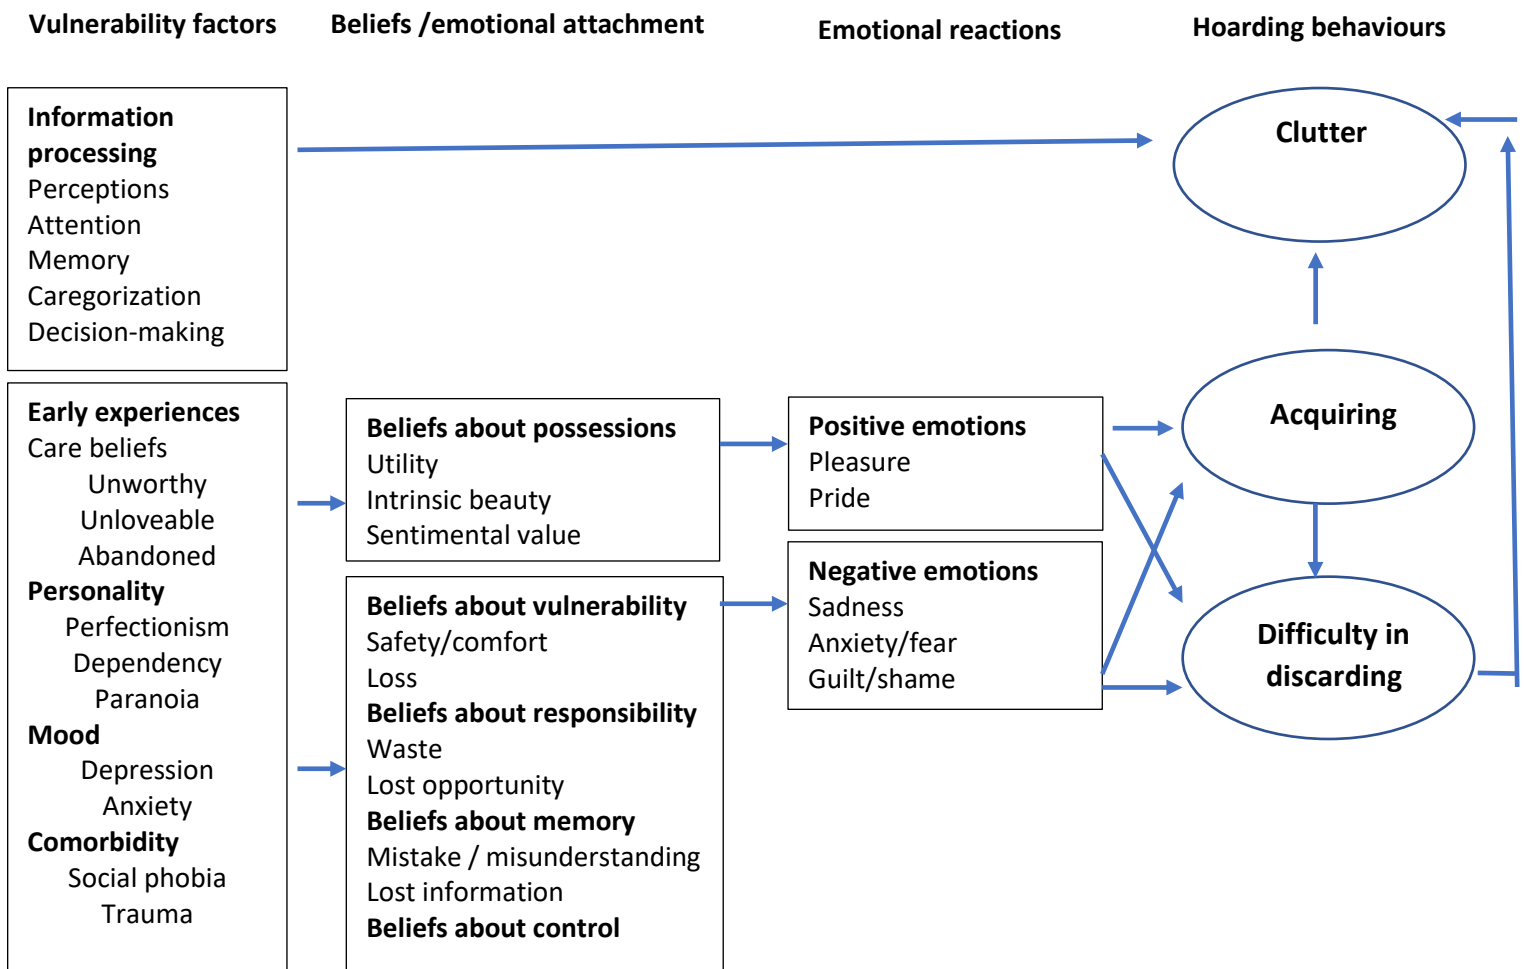 Vulnerability factors
Beliefs /emotional attachment
Emotional reactions
Hoarding behaviours
Information
processing
Perceptions
Attention
Memory
Caregorization
Decision-making
Early experiences
Care beliefs
Unworthy
Unloveable
Abandoned
Personality
Perfectionism
Dependency
Paranoia
Mood
Depression
Anxiety
Comorbidity
Social phobia
Trauma
Beliefs about possessions
Utility
Intrinsic beauty
Sentimental value
Beliefs about vulnerability
Safety/comfort
Loss
Beliefs about responsibility
Waste
Lost opportunity
Beliefs about memory
Mistake / misunderstanding
Lost information
Beliefs about control
Positive emotions
Pleasure
Pride
Negative emotions
Sadness
Anxiety/fear
Guilt/shame
Clutter
Acquiring
Difficulty in
discarding